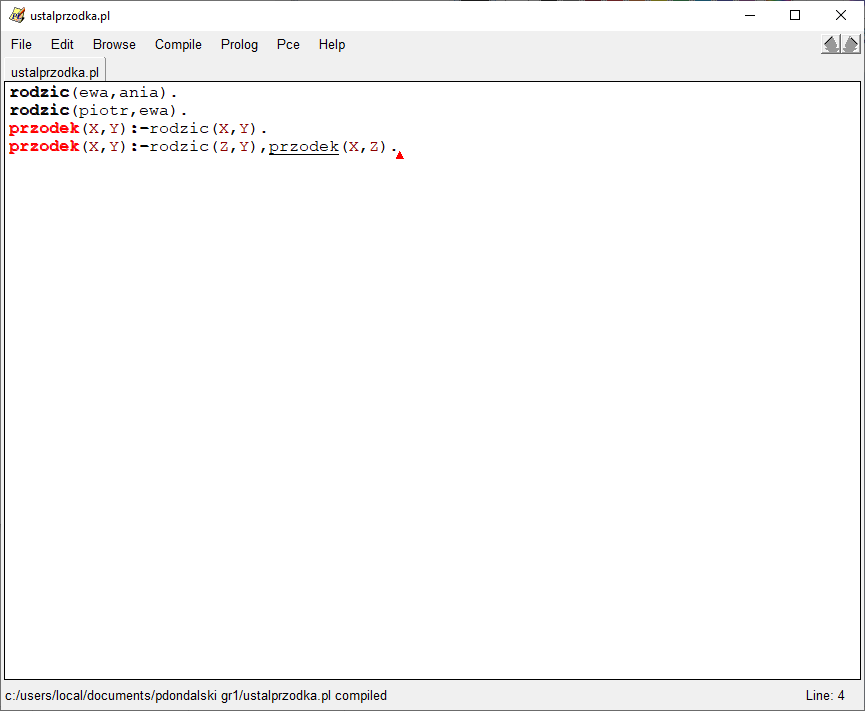 ustalprzodka.pl
File Edit Browse Compile Prolog Pce Help
ustalprzodka.pl
rodzic(ewa,ania).
rodzic(piotr,ewa).
przodek(X,Y):-rodzic(X,Y).
przodek(X,Y):-rodzic(Z,Y),przodek(X,Z).
c:/users/local/documents/pdondalski gr1/ustalprzodka.pl compiled Line: 4